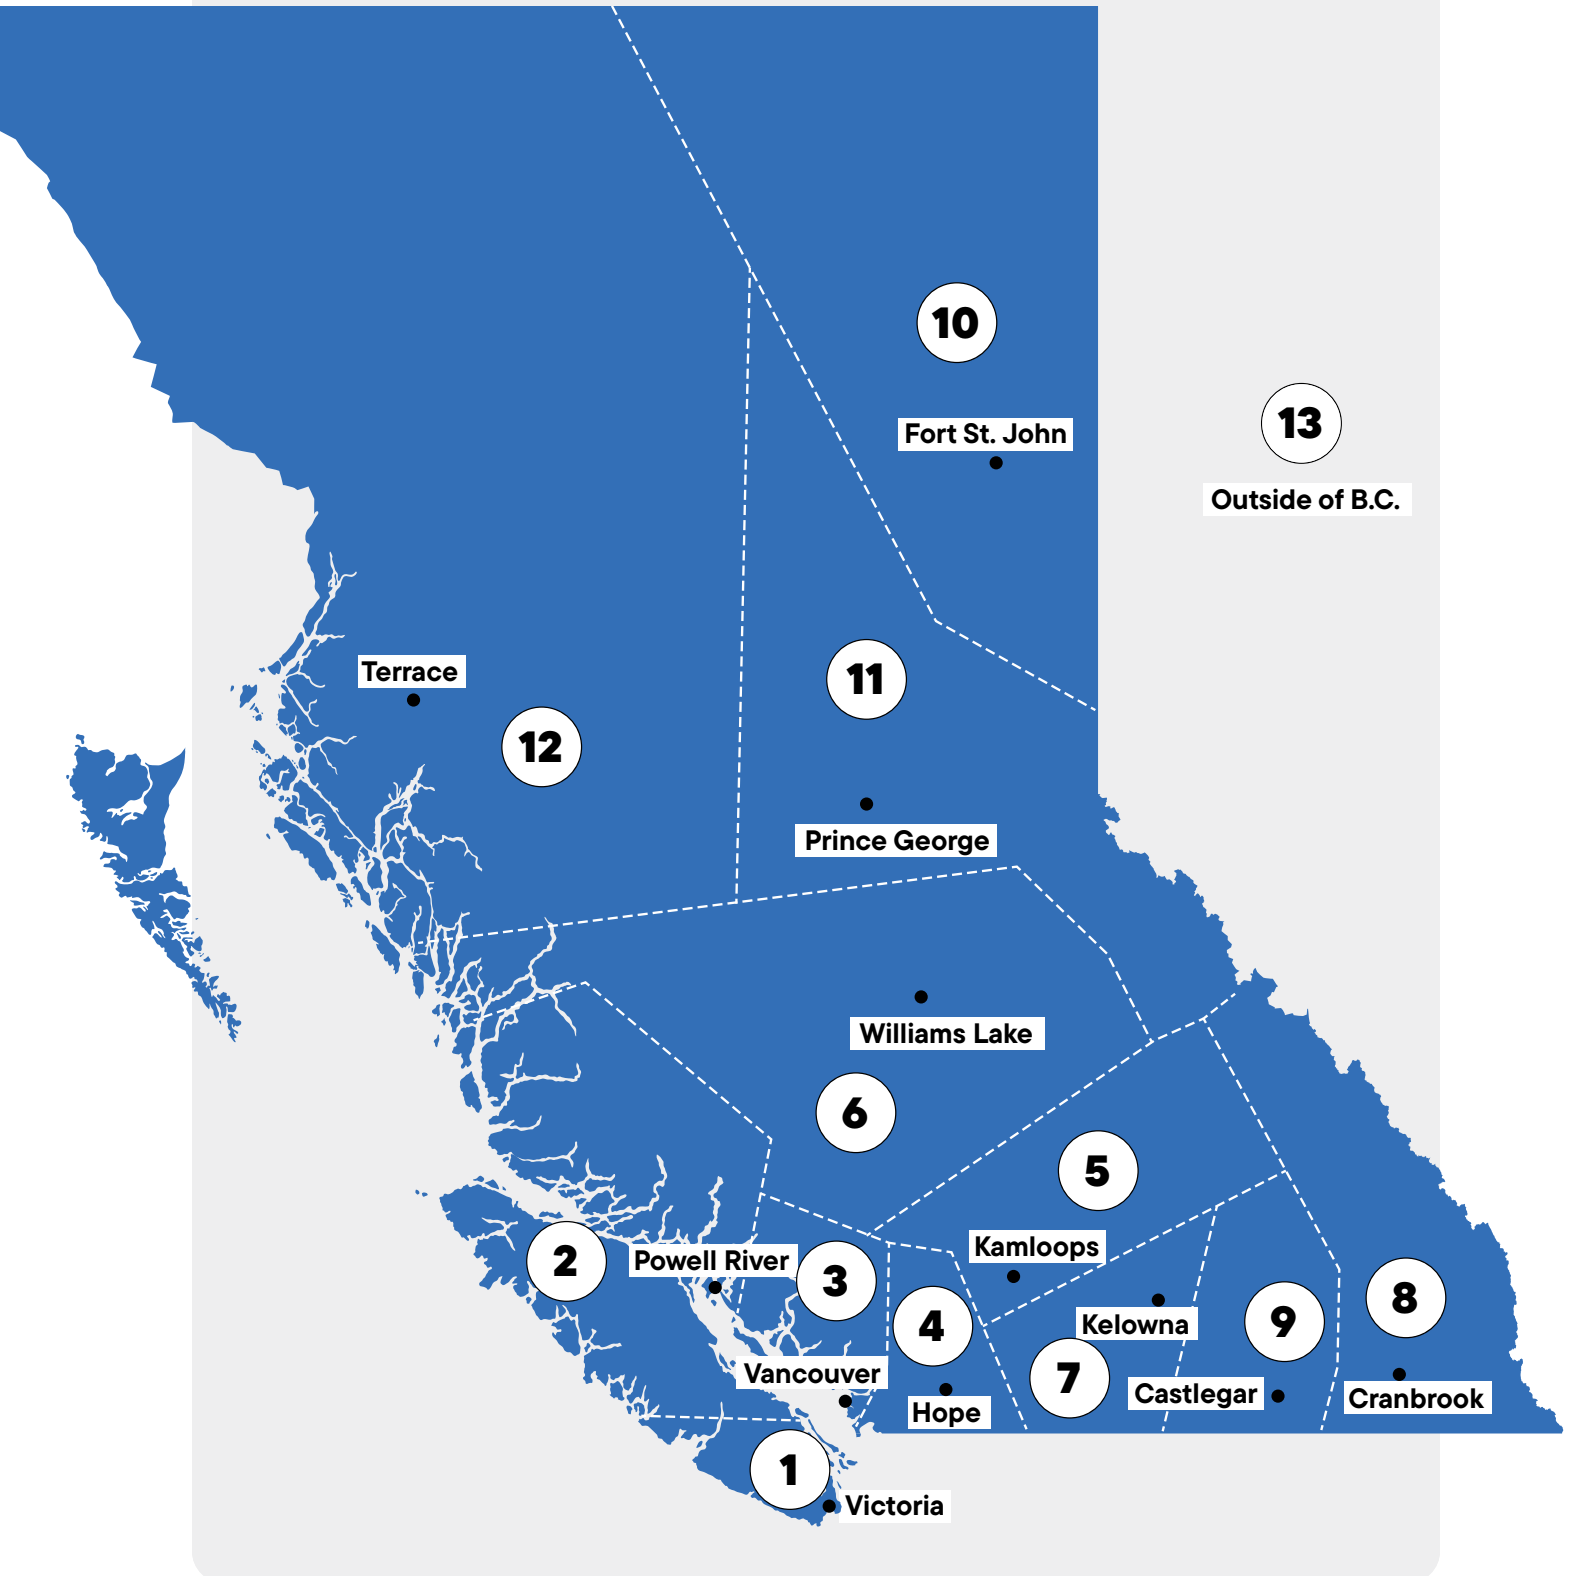 10
Fort St. John
13
Outside of B.C.
Terrace
11
12
Prince George
Williams Lake
6
5
2
Powell River
3
Kamloops
4
Kelowna
9
8
Vancouver
7
Castlegar
Cranbrook
Hope
1
Victoria